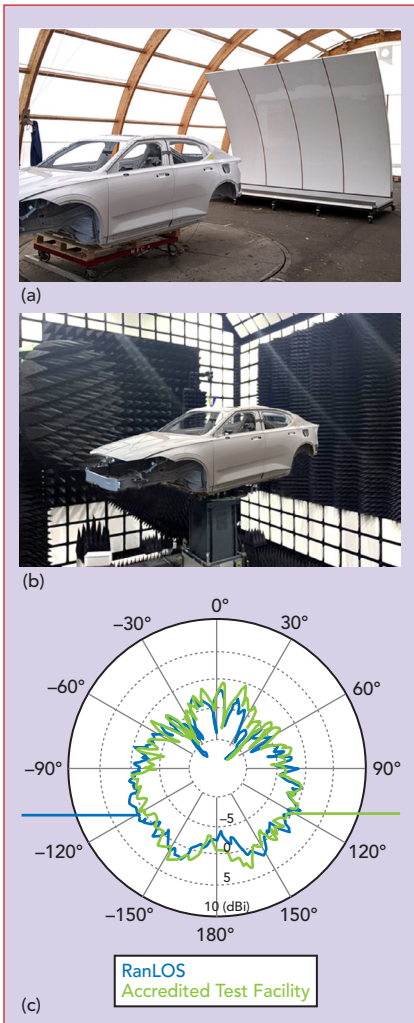 (a)
(b)
0°
–30° 30°
–60° 60°
–90° 90°
–5
–120° 0 120°
5
–150° 10 (dBi) 150°
180°
RanLOS
Accredited Test Facility
(c)